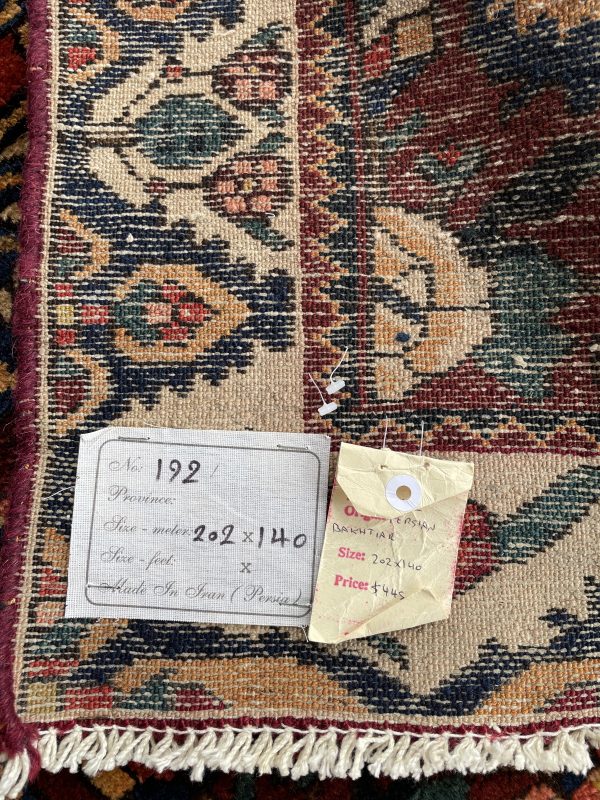 No: 192
Province:
Size - meter: 202 x 140
Size - feet: x
Made In Iran ( Persia )
PERSIAN
BAKHTIAR
Size: 202x140
Price: $445